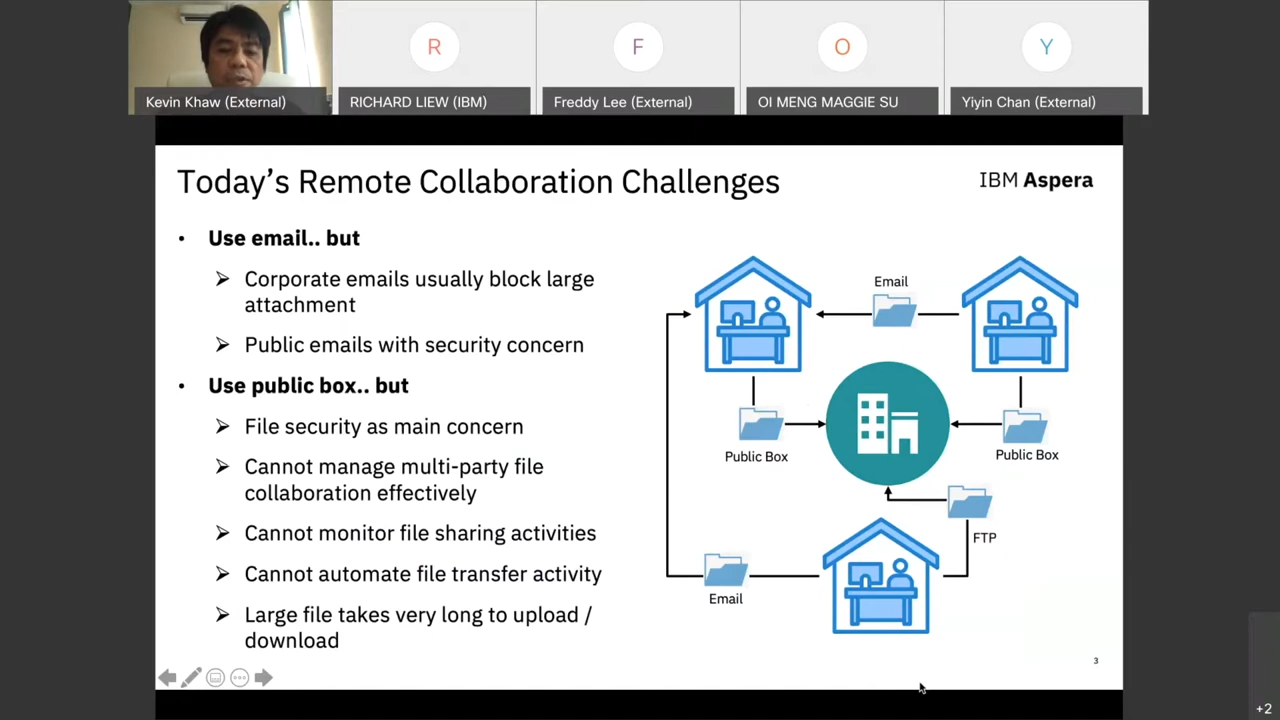 R
F
O
Y
Kevin Khaw (External)
RICHARD LIEW (IBM)
Freddy Lee (External)
OI MENG MAGGIE SU
Yiyin Chan (External)
Today's Remote Collaboration Challenges
IBM Aspera
• Use email.. but
➢ Corporate emails usually block large
attachment
➢ Public emails with security concern
• Use public box.. but
➢ File security as main concern
➢ Cannot manage multi-party file
collaboration effectively
➢ Cannot monitor file sharing activities
➢ Cannot automate file transfer activity
➢ Large file takes very long to upload /
download
Email
Public Box
Public Box
FTP
Email
3
+2